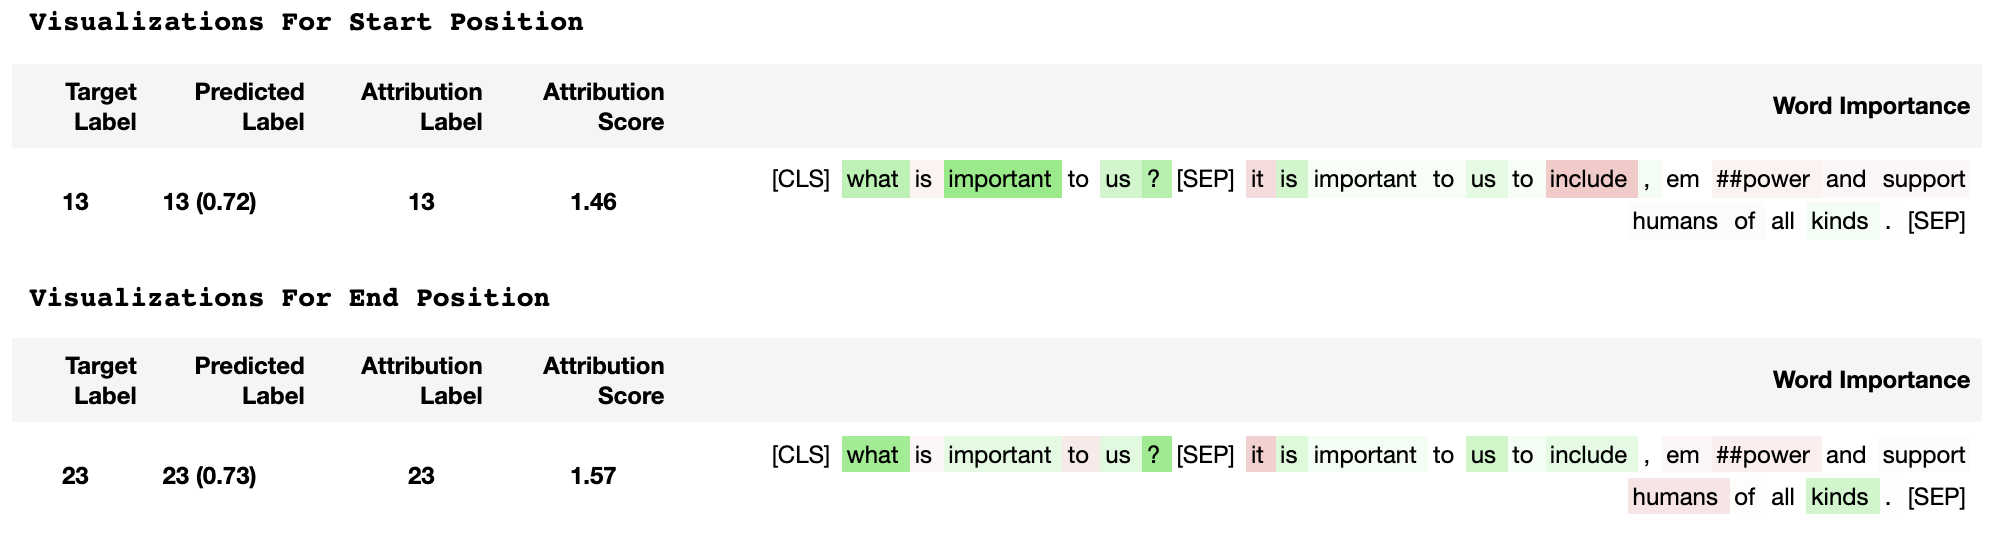 Visualizations For Start Position
Target Label Predicted Label Attribution Label Attribution Score Word Importance
13 13 (0.72) 13 1.46 [CLS] what is important to us ? [SEP] it is important to us to include , em ##power and support
humans of all kinds . [SEP]
Visualizations For End Position
Target Label Predicted Label Attribution Label Attribution Score Word Importance
23 23 (0.73) 23 1.57 [CLS] what is important to us ? [SEP] it is important to us to include , em ##power and support
humans of all kinds . [SEP]